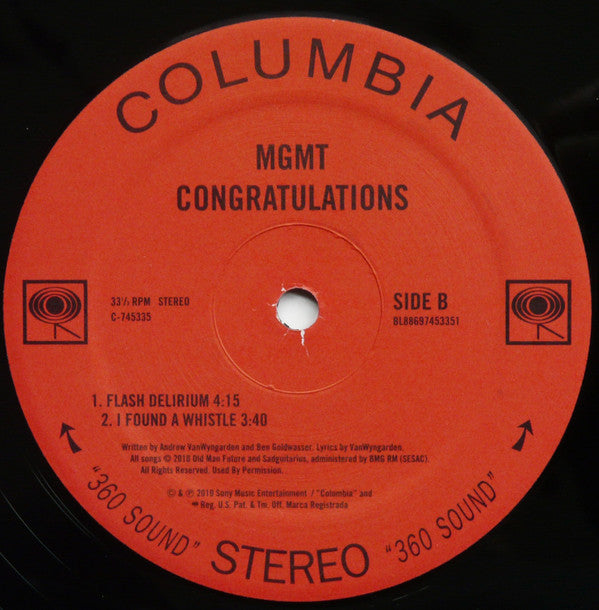 COLUMBIA
MGMT
CONGRATULATIONS
33⅓ RPM STEREO
C-745335
SIDE B
BL88697453351
1. FLASH DELIRIUM 4:15
2. I FOUND A WHISTLE 3:40
Written by Andrew VanWyngarden and Ben Goldwasser. Lyrics by VanWyngarden.
All songs © 2010 Old Man Future and Sadguitarius, administered by BMG RM (SESAC).
All Rights Reserved. Used By Permission.
© & ℗ 2010 Sony Music Entertainment / "Columbia" and
Reg. U.S. Pat. & Tm. Off. Marca Registrada
"360 SOUND" STEREO "360 SOUND"